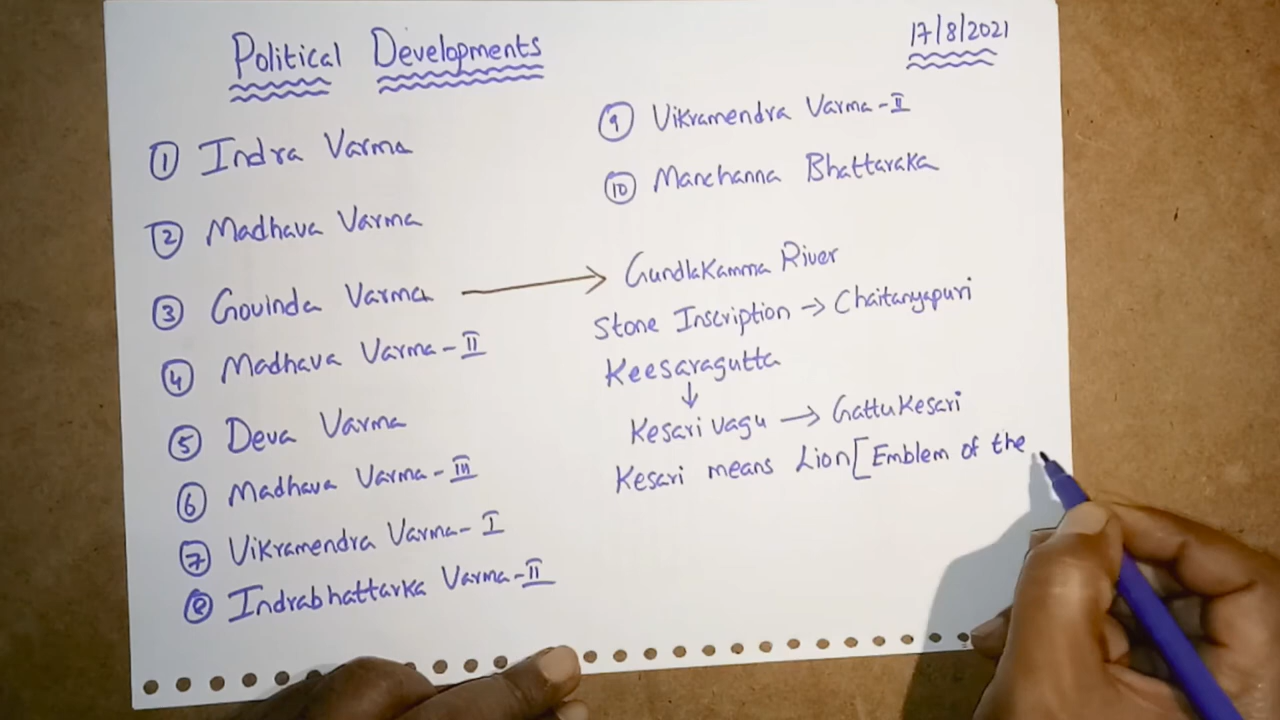 Political Developments
17/8/2021
① Indra Varma
② Madhava Varma
③ Govinda Varma →
④ Madhava Varma-II
⑤ Deva Varma
⑥ Madhava Varma-III
⑦ Vikramendra Varma-I
⑧ Indrabhattarka Varma-II
⑨ Vikramendra Varma-II
⑩ Manchanna Bhattaraka
Gundlakamma River
Stone Inscription → Chaitanyapuri
Keesaragutta
↓
Kesari vagu → Gattu Kesari
Kesari means Lion [Emblem of the